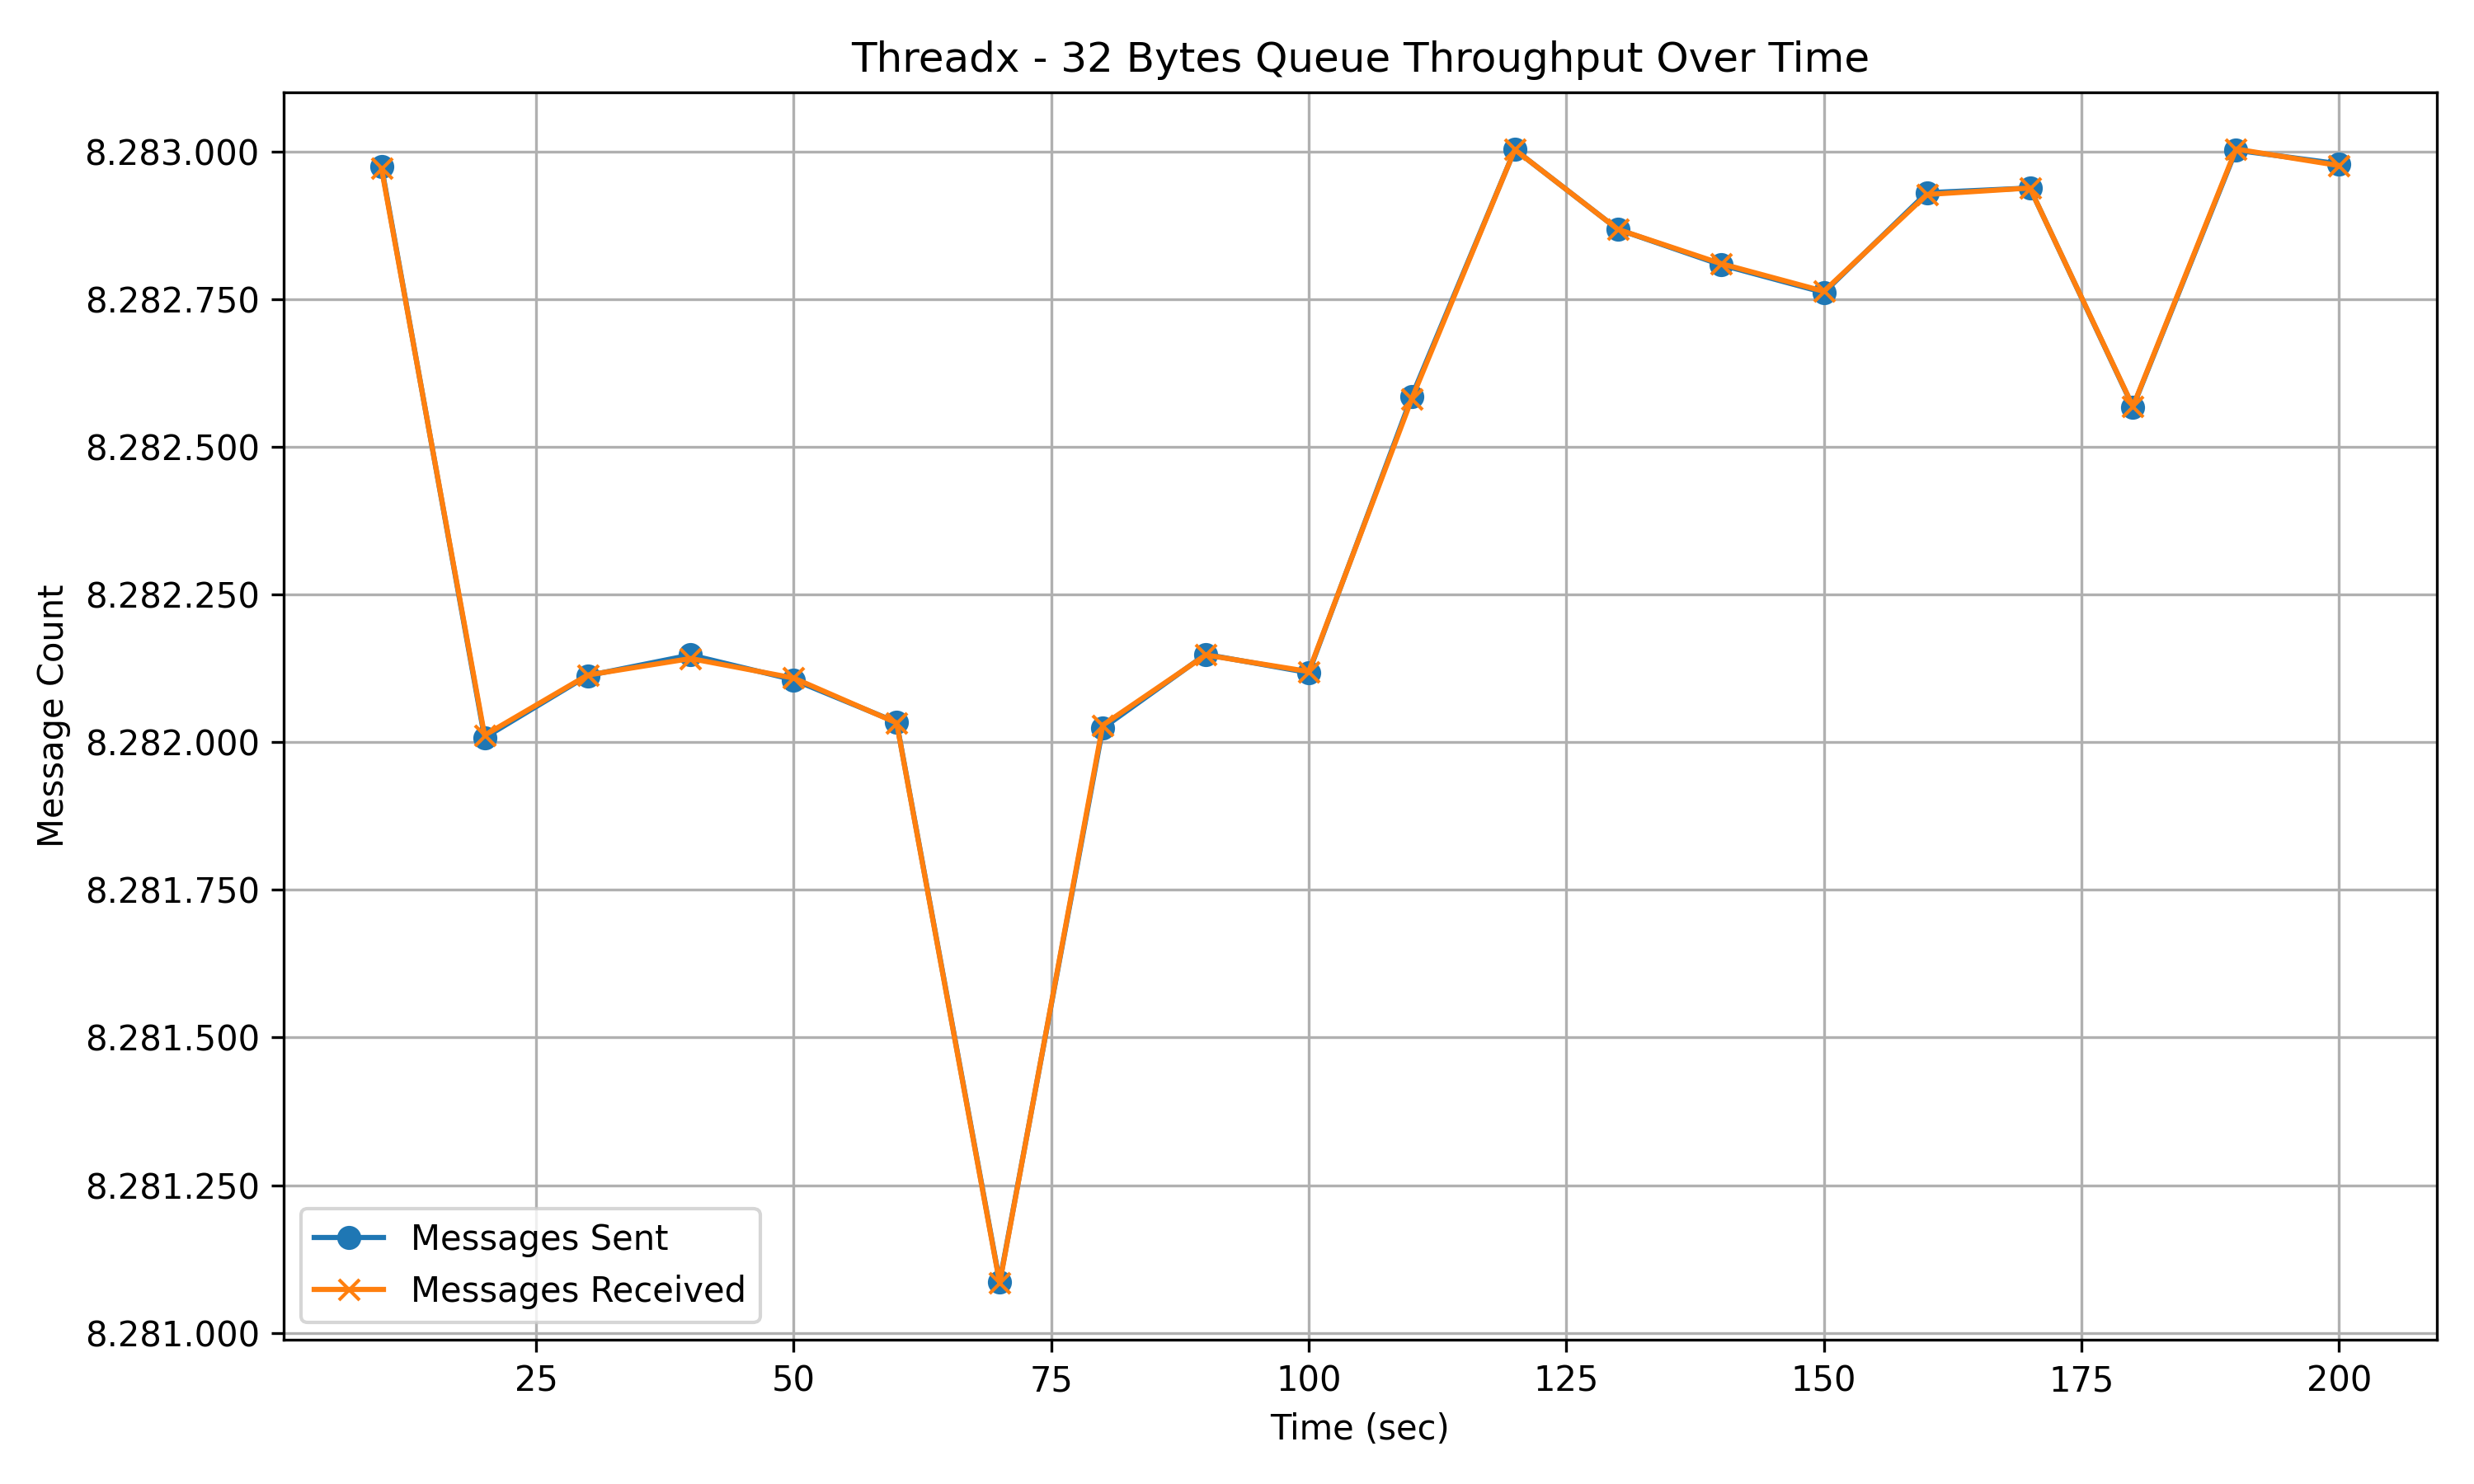 Threadx - 32 Bytes Queue Throughput Over Time
Message Count
8.283.000
8.282.750
8.282.500
8.282.250
8.282.000
8.281.750
8.281.500
8.281.250
8.281.000
Messages Sent
Messages Received
25 50 75 100 125 150 175 200
Time (sec)